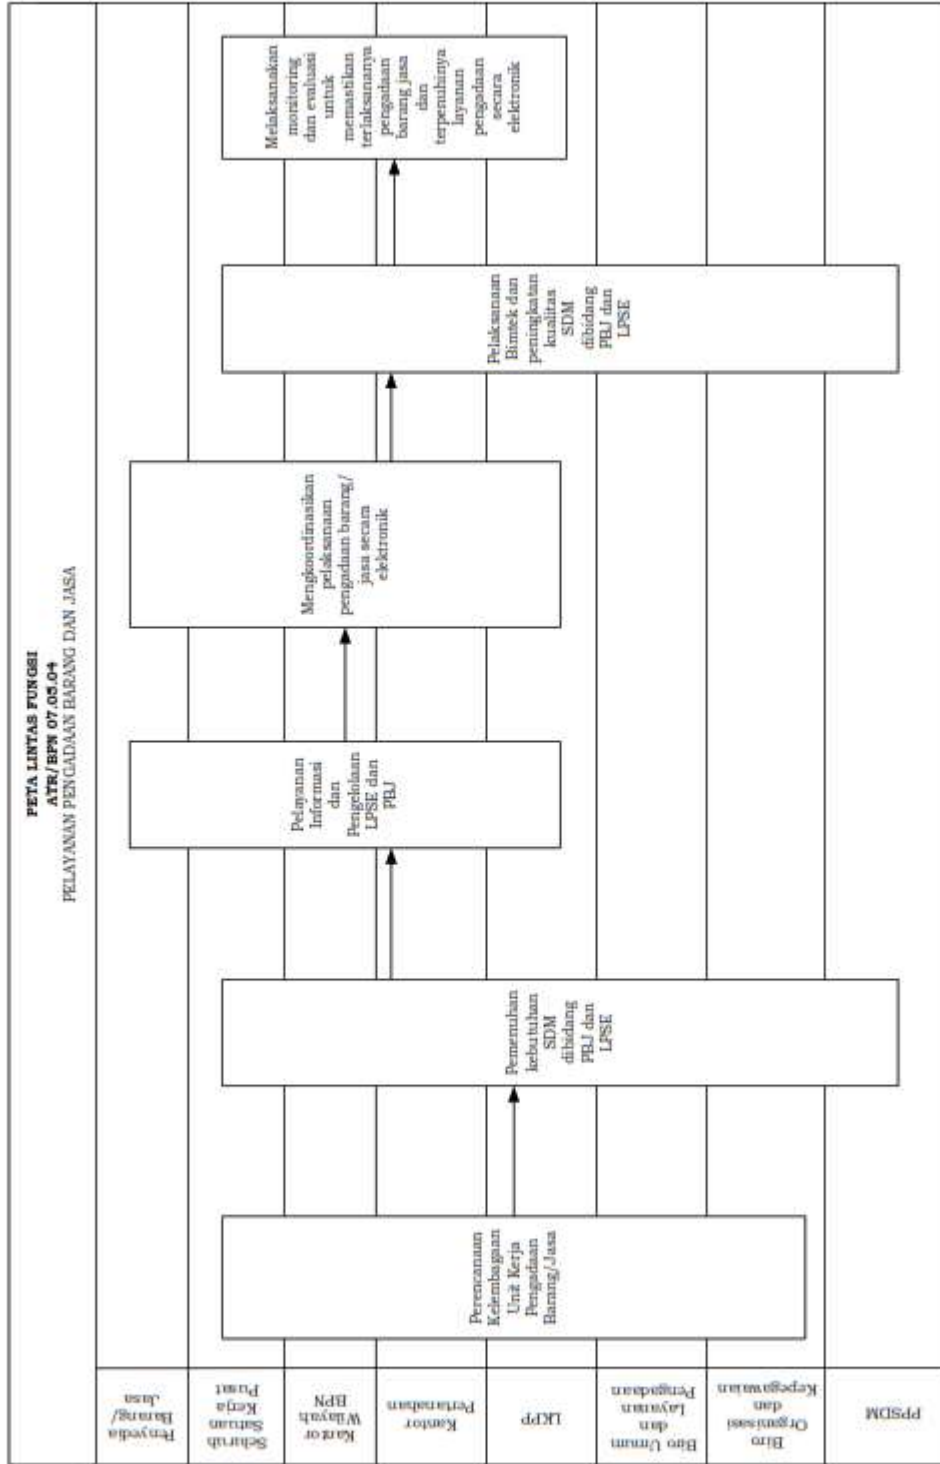 PETA LINTAS FUNGSI
ATR/BPN 07.05.04
PELAYANAN PENGADAAN BARANG DAN JASA
Penyedia
Barang/
Jasa
Seluruh
Satuan
Kerja
Pusat
Kantor
Wilayah
BPN
Kantor
Pertanahan
LKPP
Biro Umum
dan
Layanan
Pengadaan
Biro
Organisasi
dan
Kepegawaian
PPSDM
Perencanaan
Kelembagaan
Unit Kerja
Pengadaan
Barang/Jasa
Pemenuhan
kebutuhan
SDM
dibidang
PBJ dan
LPSE
Pelayanan
Informasi
dan
Pengelolaan
LPSE dan
PBJ
Mengkoordinasikan
pelaksanaan
pengadaan barang/
jasa secara
elektronik
Pelaksanaan
Bimtek dan
peningkatan
kualitas
SDM
dibidang
PBJ dan
LPSE
Melaksanakan
monitoring
dan evaluasi
untuk
memastikan
terlaksananya
pengadaan
barang jasa
dan
terpenuhinya
layanan
pengadaan
secara
elektronik